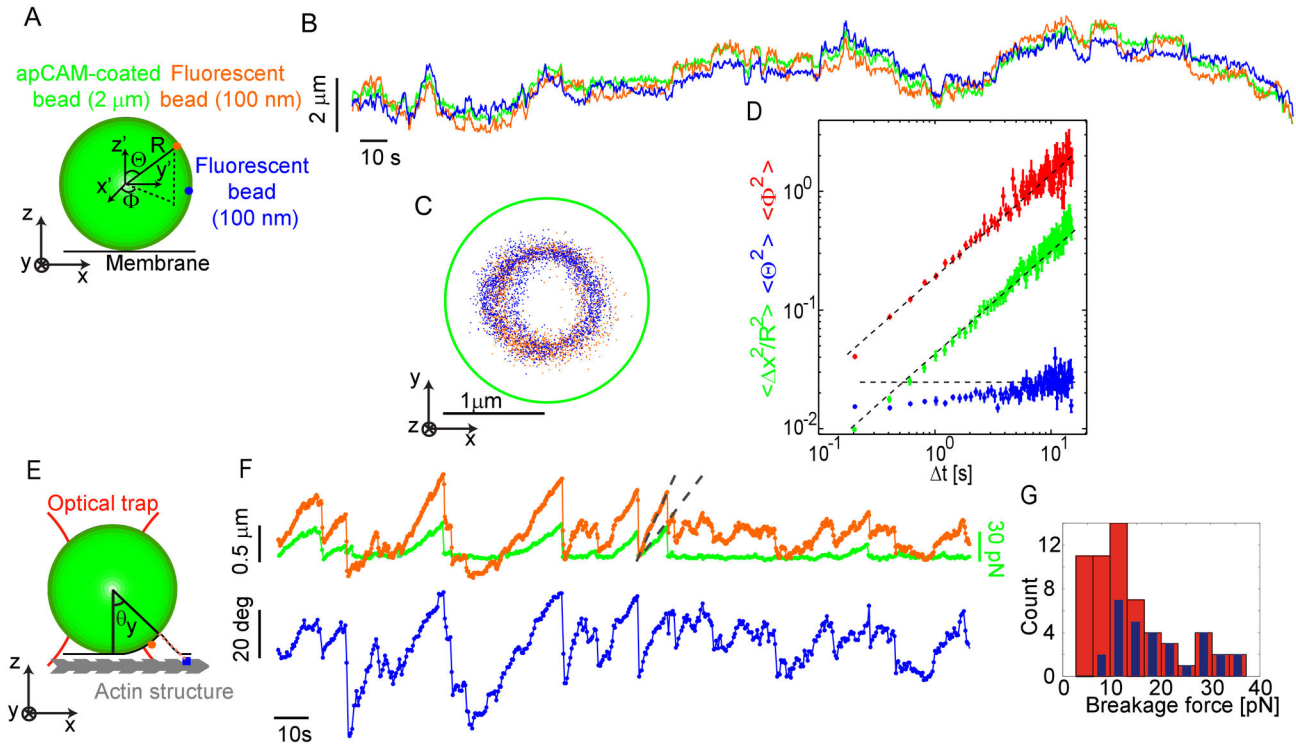 A
apCAM-coated bead (2 μm)
Fluorescent bead (100 nm)
z'
R
Θ
y'
x'
Φ
Fluorescent bead (100 nm)
z
y
x
Membrane
B
2 μm
10 s
C
y
z
x
1μm
D
<Δx²/R²> <Θ²> <Φ²>
10⁰
10⁻¹
10⁻²
10⁻¹
10⁰
10¹
Δt [s]
E
Optical trap
θy
z
y
x
Actin structure
F
0.5 μm
30 pN
20 deg
10s
G
Count
12
8
4
0
0
10
20
30
40
Breakage force [pN]